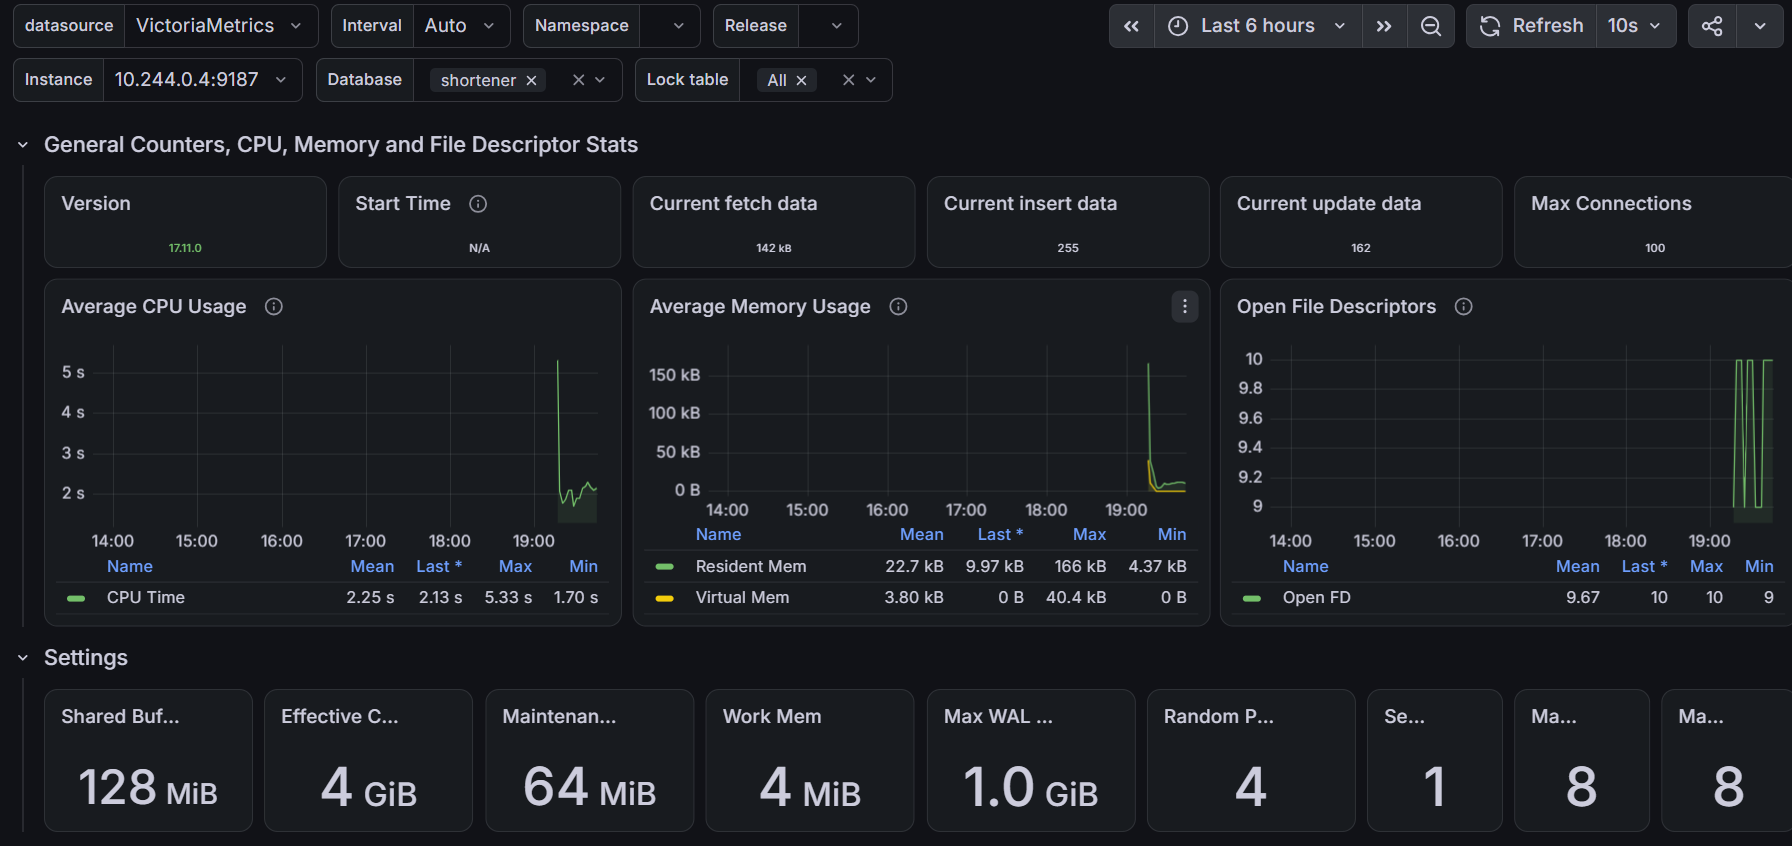 datasource VictoriaMetrics Interval Auto Namespace Release Last 6 hours Refresh 10s
Instance 10.244.0.4:9187 Database shortener Lock table All
General Counters, CPU, Memory and File Descriptor Stats
Version Start Time Current fetch data Current insert data Current update data Max Connections
17.11.0 N/A 142 kB 255 162 100
Average CPU Usage
5 s
4 s
3 s
2 s
14:00 15:00 16:00 17:00 18:00 19:00
Name Mean Last * Max Min
CPU Time 2.25 s 2.13 s 5.33 s 1.70 s
Average Memory Usage
150 kB
100 kB
50 kB
0 B
14:00 15:00 16:00 17:00 18:00 19:00
Name Mean Last * Max Min
Resident Mem 22.7 kB 9.97 kB 166 kB 4.37 kB
Virtual Mem 3.80 kB 0 B 40.4 kB 0 B
Open File Descriptors
10
9.8
9.6
9.4
9.2
9
14:00 15:00 16:00 17:00 18:00 19:00
Name Mean Last * Max Min
Open FD 9.67 10 10 9
Settings
Shared Buf... Effective C... Maintenan... Work Mem Max WAL ... Random P... Se... Ma... Ma...
128 MiB 4 GiB 64 MiB 4 MiB 1.0 GiB 4 1 8 8